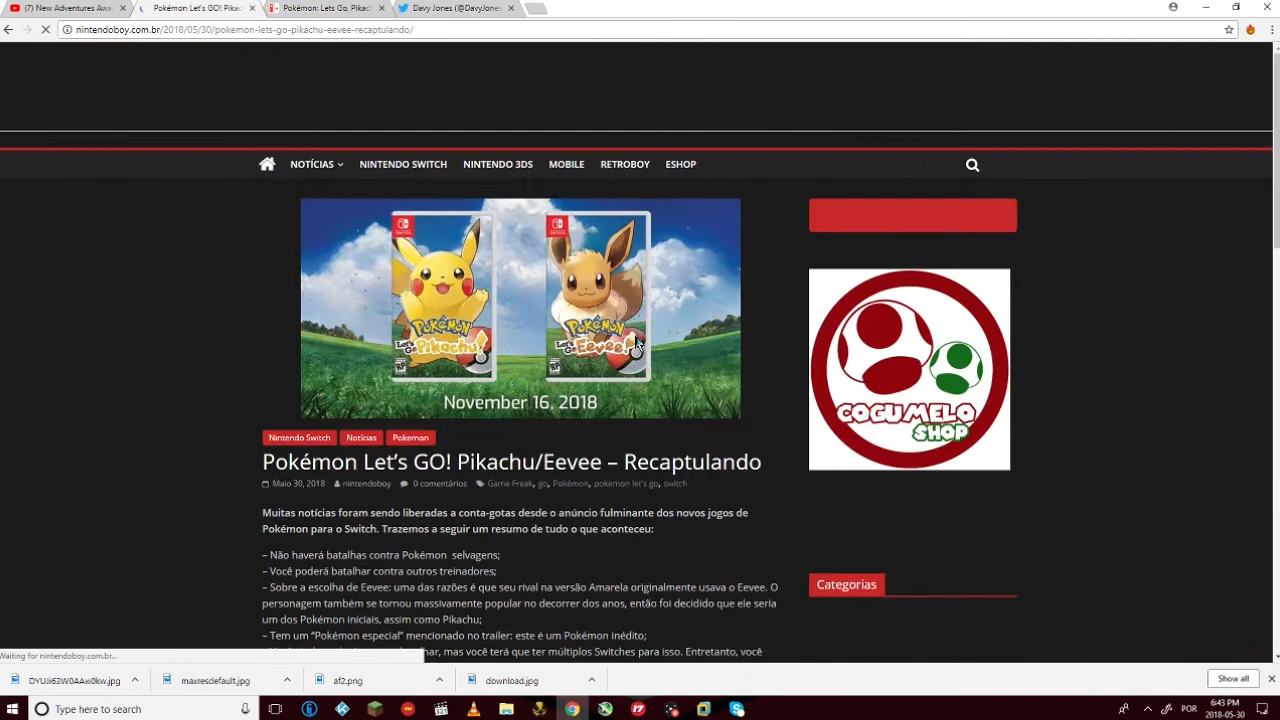 (7) New Adventures Awai
Pokémon Let's GO! Pikac
Pokémon: Lets Go, Pikac
Davy Jones (@DavyJones
nintendoboy.com.br/2018/05/30/pokemon-lets-go-pikachu-eevee-recaptulando/
NOTÍCIAS NINTENDO SWITCH NINTENDO 3DS MOBILE RETROBOY ESHOP
POKÉMON
Let's Go Pikachu!
POKÉMON
Let's Go Eevee!
November 16, 2018
COGUMELO
SHOP
Nintendo Switch Notícias Pokemon
Pokémon Let's GO! Pikachu/Eevee – Recaptulando
Maio 30, 2018 nintendoboy 0 comentários Game Freak, go, Pokémon, pokemon let's go, switch
Muitas notícias foram sendo liberadas a conta-gotas desde o anúncio fulminante dos novos jogos de
Pokémon para o Switch. Trazemos a seguir um resumo de tudo o que aconteceu:
– Não haverá batalhas contra Pokémon selvagens;
– Você poderá batalhar contra outros treinadores;
– Sobre a escolha de Eevee: uma das razões é que seu rival na versão Amarela originalmente usava o Eevee. O
personagem também se tornou massivamente popular no decorrer dos anos, então foi decidido que ele seria
um dos Pokémon iniciais, assim como Pikachu;
– Tem um "Pokémon especial" mencionado no trailer: este é um Pokémon inédito;
mas você terá que ter múltiplos Switches para isso. Entretanto, você
Categorias
Waiting for nintendoboy.com.br...
DYUJi63W0AAw0kw.jpg
maxresdefault.jpg
af2.png
download.jpg
Show all
Type here to search
POR
6:43 PM
2018-05-30